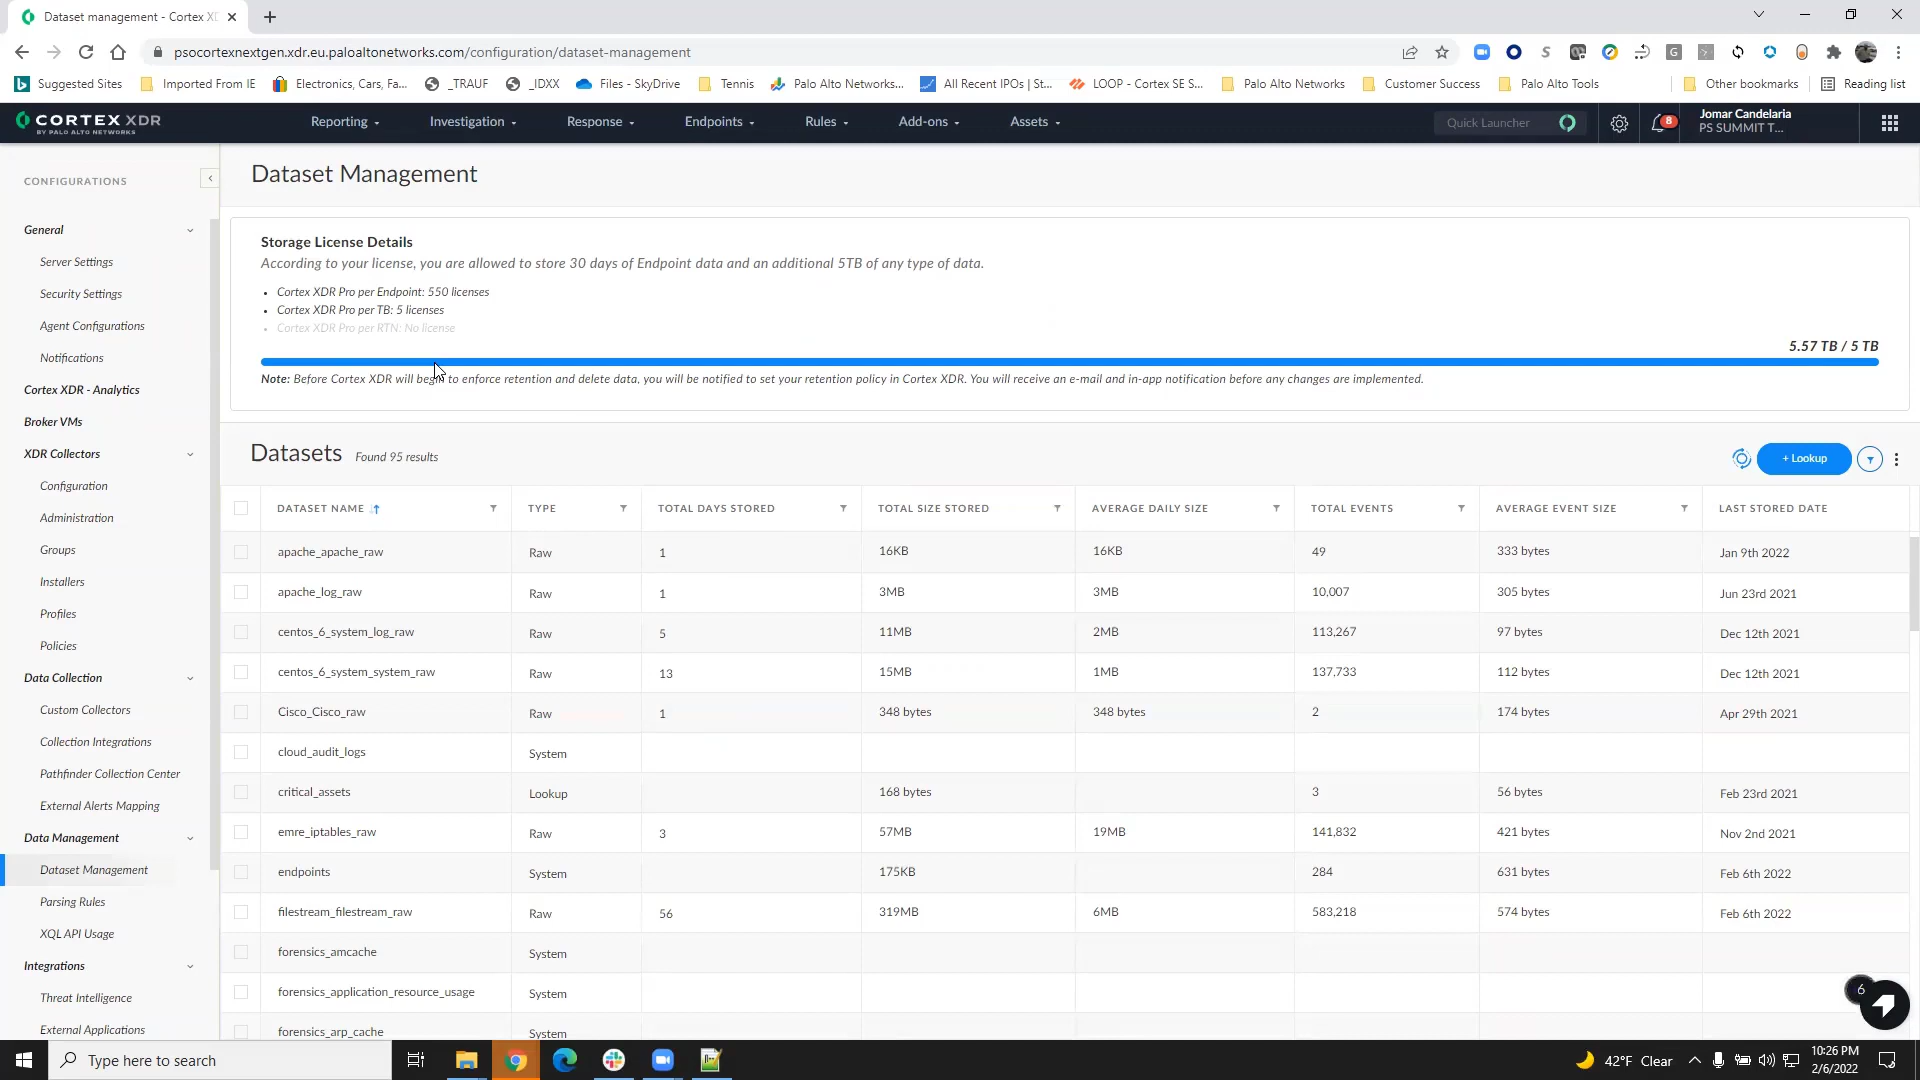 Dataset management - Cortex X
psocortexnextgen.xdr.eu.paloaltonetworks.com/configuration/dataset-management
Suggested Sites Imported From IE Electronics, Cars, Fa... _TRAUF _IDXX Files - SkyDrive Tennis Palo Alto Networks... All Recent IPOs | St... LOOP - Cortex SE S... Palo Alto Networks Customer Success Palo Alto Tools Other bookmarks Reading list
CORTEX XDR
BY PALO ALTO NETWORKS
Reporting Investigation Response Endpoints Rules Add-ons Assets Quick Launcher 8 Jomar Candelaria
PS SUMMIT T...
CONFIGURATIONS
General
Server Settings
Security Settings
Agent Configurations
Notifications
Cortex XDR - Analytics
Broker VMs
XDR Collectors
Configuration
Administration
Groups
Installers
Profiles
Policies
Data Collection
Custom Collectors
Collection Integrations
Pathfinder Collection Center
External Alerts Mapping
Data Management
Dataset Management
Parsing Rules
XQL API Usage
Integrations
Threat Intelligence
External Applications
Dataset Management
Storage License Details
According to your license, you are allowed to store 30 days of Endpoint data and an additional 5TB of any type of data.
• Cortex XDR Pro per Endpoint: 550 licenses
• Cortex XDR Pro per TB: 5 licenses
• Cortex XDR Pro per RTN: No license
5.57 TB / 5 TB
Note: Before Cortex XDR will begin to enforce retention and delete data, you will be notified to set your retention policy in Cortex XDR. You will receive an e-mail and in-app notification before any changes are implemented.
Datasets Found 95 results + Lookup
DATASET NAME TYPE TOTAL DAYS STORED TOTAL SIZE STORED AVERAGE DAILY SIZE TOTAL EVENTS AVERAGE EVENT SIZE LAST STORED DATE
apache_apache_raw Raw 1 16KB 16KB 49 333 bytes Jan 9th 2022
apache_log_raw Raw 1 3MB 3MB 10,007 305 bytes Jun 23rd 2021
centos_6_system_log_raw Raw 5 11MB 2MB 113,267 97 bytes Dec 12th 2021
centos_6_system_system_raw Raw 13 15MB 1MB 137,733 112 bytes Dec 12th 2021
Cisco_Cisco_raw Raw 1 348 bytes 348 bytes 2 174 bytes Apr 29th 2021
cloud_audit_logs System
critical_assets Lookup 168 bytes 3 56 bytes Feb 23rd 2021
emre_iptables_raw Raw 3 57MB 19MB 141,832 421 bytes Nov 2nd 2021
endpoints System 175KB 284 631 bytes Feb 6th 2022
filestream_filestream_raw Raw 56 319MB 6MB 583,218 574 bytes Feb 6th 2022
forensics_amcache System
forensics_application_resource_usage System
forensics_arp_cache System
6
Type here to search 42°F Clear 10:26 PM
2/6/2022